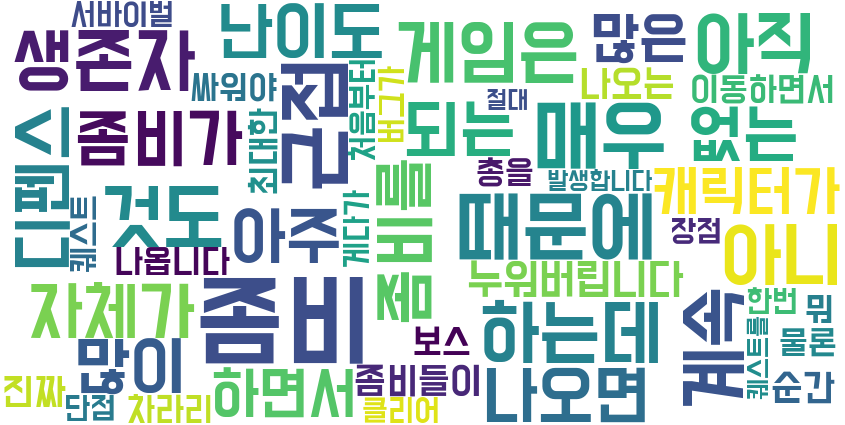 서바이벌
난이도
게임은
많은
아직
생존자
싸워야
근접
처음부터
버그가
나오는
이동하면서
절대
디펜스
좀비가
최대한
되는
매우
없는
총을
발생합니다
캐릭터가
퀘스트
것도
아주
게다가
좀비를
때문에
장점
아니
나옵니다
누워버립니다
자체가
좀비
하는데
계속
한번
뭐
많이
보스
퀘스트를
물론
진짜
단점
차라리
하면서
좀비들이
클리어
나오면
순간